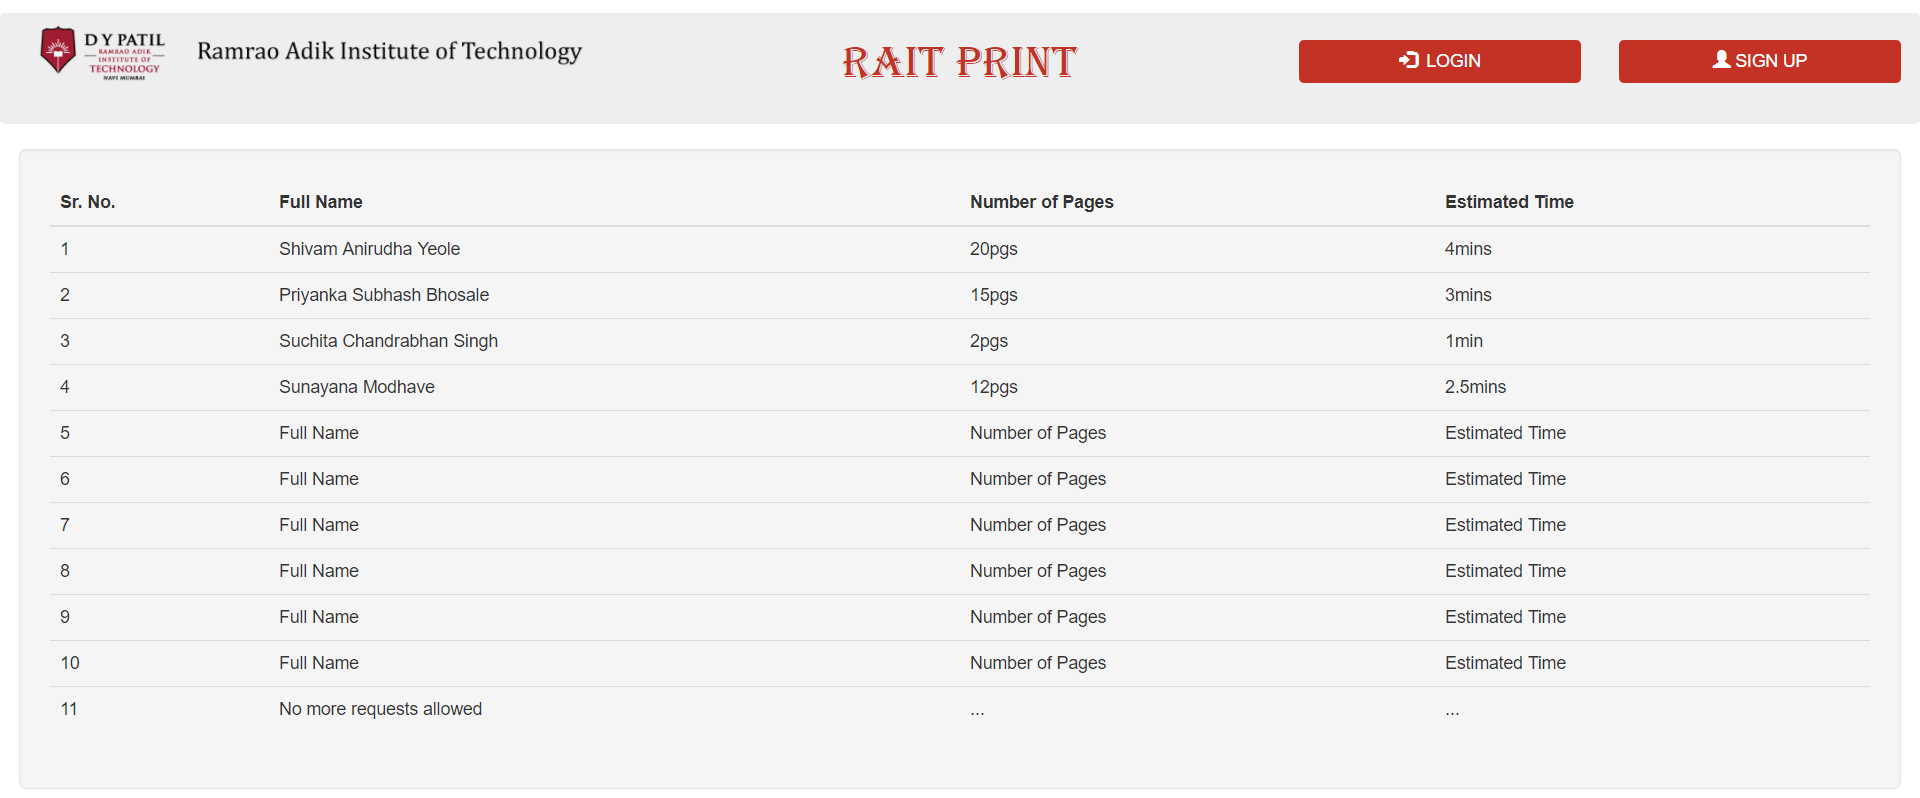 D Y PATIL
RAMRAO ADIK
INSTITUTE OF
TECHNOLOGY
NAVI MUMBAI
Ramrao Adik Institute of Technology
RAIT PRINT
LOGIN
SIGN UP
Sr. No. Full Name Number of Pages Estimated Time
1 Shivam Anirudha Yeole 20pgs 4mins
2 Priyanka Subhash Bhosale 15pgs 3mins
3 Suchita Chandrabhan Singh 2pgs 1min
4 Sunayana Modhave 12pgs 2.5mins
5 Full Name Number of Pages Estimated Time
6 Full Name Number of Pages Estimated Time
7 Full Name Number of Pages Estimated Time
8 Full Name Number of Pages Estimated Time
9 Full Name Number of Pages Estimated Time
10 Full Name Number of Pages Estimated Time
11 No more requests allowed ... ...